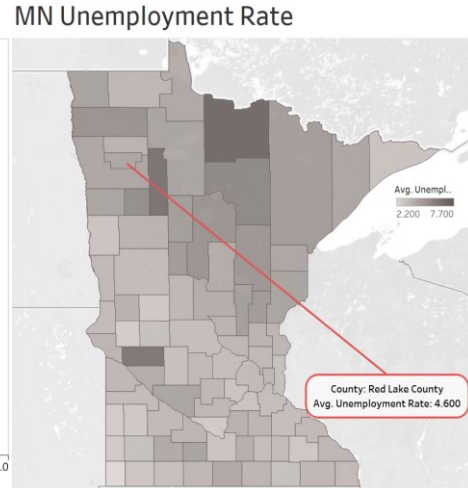 MN Unemployment Rate
Avg. Unempl..
2.200 7.700
County: Red Lake County
Avg. Unemployment Rate: 4.600